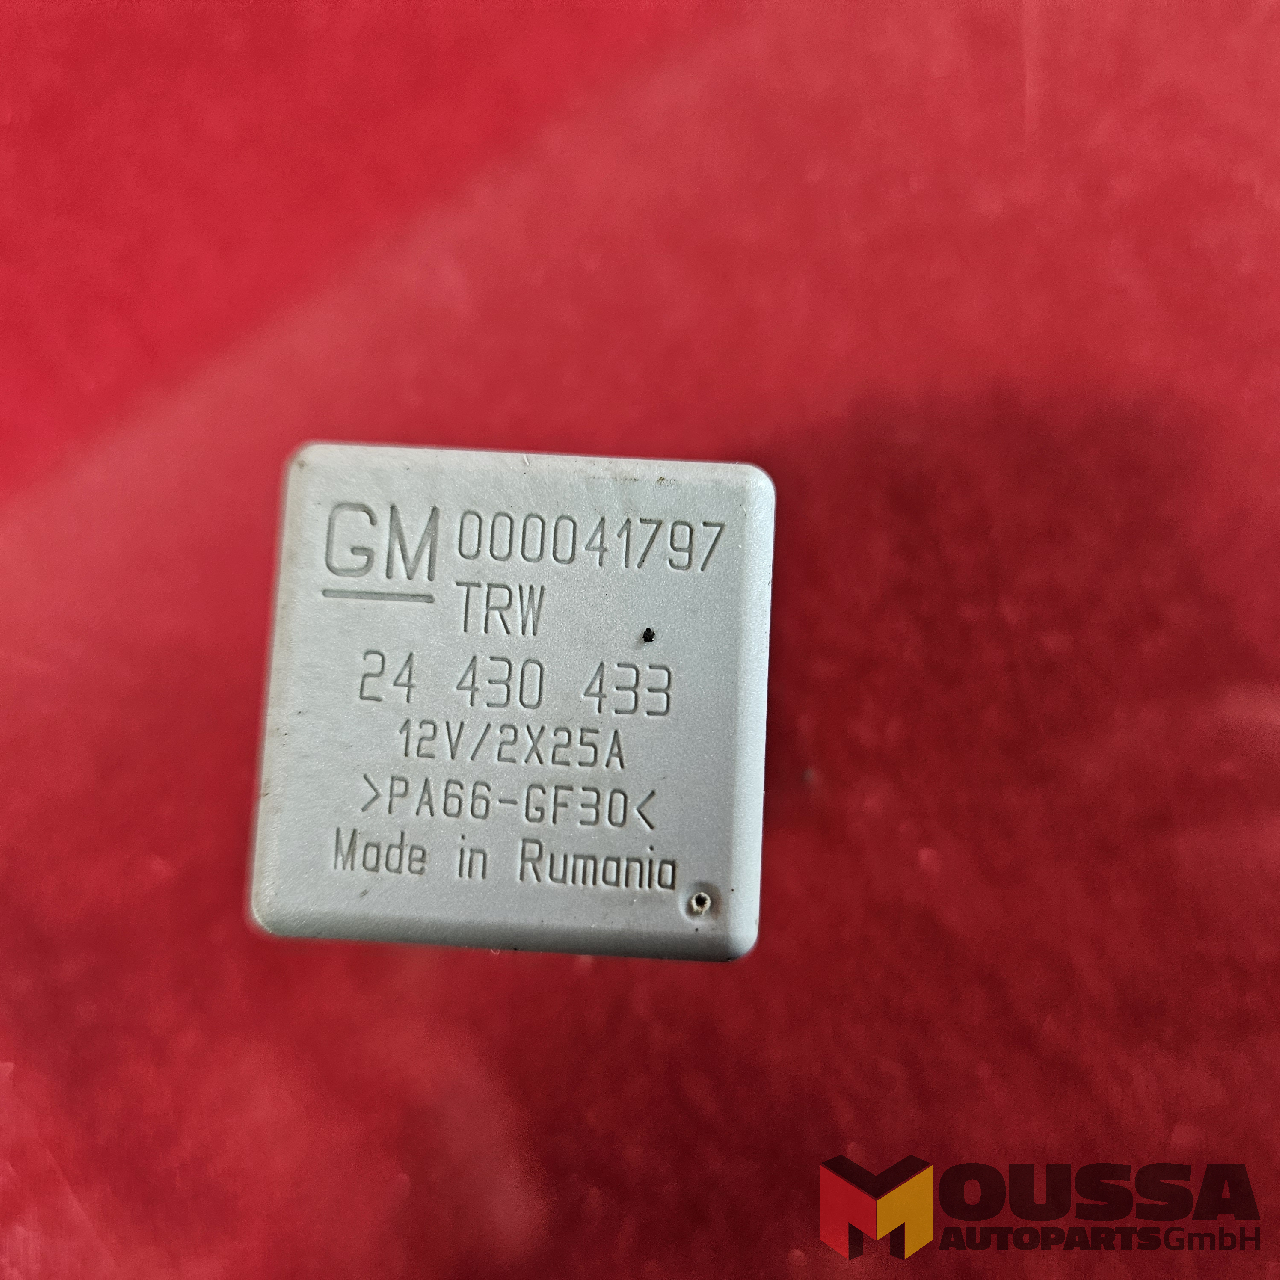 GM 000041797
TRW
24 430 433
12V/2X25A
>PA66-GF30<
Made in Rumania
MOUSSA
AUTOPARTS GmbH